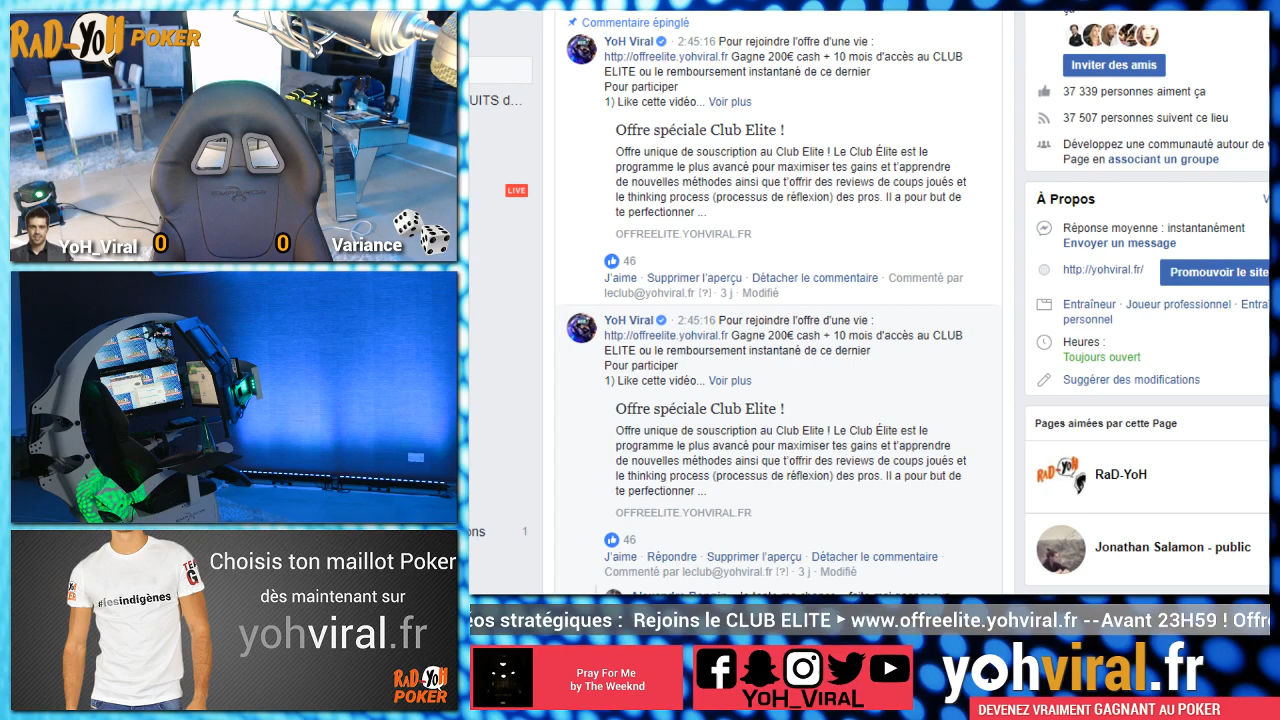 RaD-YoH POKER
YoH_Viral 0
0 Variance
Choisis ton maillot Poker
dès maintenant sur
yohviral.fr
#lesindigènes
RAD-YoH
POKER
UITS d...
LIVE
ons 1
Commentaire épinglé
YoH Viral · 2:45:16 Pour rejoindre l'offre d'une vie :
http://offreelite.yohviral.fr Gagne 200€ cash + 10 mois d'accès au CLUB
ELITE ou le remboursement instantané de ce dernier
Pour participer
1) Like cette vidéo... Voir plus
Offre spéciale Club Elite !
Offre unique de souscription au Club Elite ! Le Club Élite est le
programme le plus avancé pour maximiser tes gains et t'apprendre
de nouvelles méthodes ainsi que t'offrir des reviews de coups joués et
le thinking process (processus de réflexion) des pros. Il a pour but de
te perfectionner ...
OFFREELITE.YOHVIRAL.FR
46
J'aime · Supprimer l'aperçu · Détacher le commentaire · Commenté par
leclub@yohviral.fr [?] · 3 j · Modifié
YoH Viral · 2:45:16 Pour rejoindre l'offre d'une vie :
http://offreelite.yohviral.fr Gagne 200€ cash + 10 mois d'accès au CLUB
ELITE ou le remboursement instantané de ce dernier
Pour participer
1) Like cette vidéo... Voir plus
Offre spéciale Club Elite !
Offre unique de souscription au Club Elite ! Le Club Élite est le
programme le plus avancé pour maximiser tes gains et t'apprendre
de nouvelles méthodes ainsi que t'offrir des reviews de coups joués et
le thinking process (processus de réflexion) des pros. Il a pour but de
te perfectionner ...
OFFREELITE.YOHVIRAL.FR
46
J'aime · Répondre · Supprimer l'aperçu · Détacher le commentaire ·
Commenté par leclub@yohviral.fr [?] · 3 j · Modifié
Inviter des amis
37 339 personnes aiment ça
37 507 personnes suivent ce lieu
Développez une communauté autour de
Page en associant un groupe
À Propos
Réponse moyenne : instantanément
Envoyer un message
http://yohviral.fr/ Promouvoir le site
Entraîneur · Joueur professionnel · Entraî
personnel
Heures :
Toujours ouvert
Suggérer des modifications
Pages aimées par cette Page
RaD-YoH
Jonathan Salamon - public
éos stratégiques : Rejoins le CLUB ELITE ▸ www.offreelite.yohviral.fr --Avant 23H59 ! Offr
Pray For Me
by The Weeknd
YoH_ViraL
yohviral.fr
DEVENEZ VRAIMENT GAGNANT AU POKER